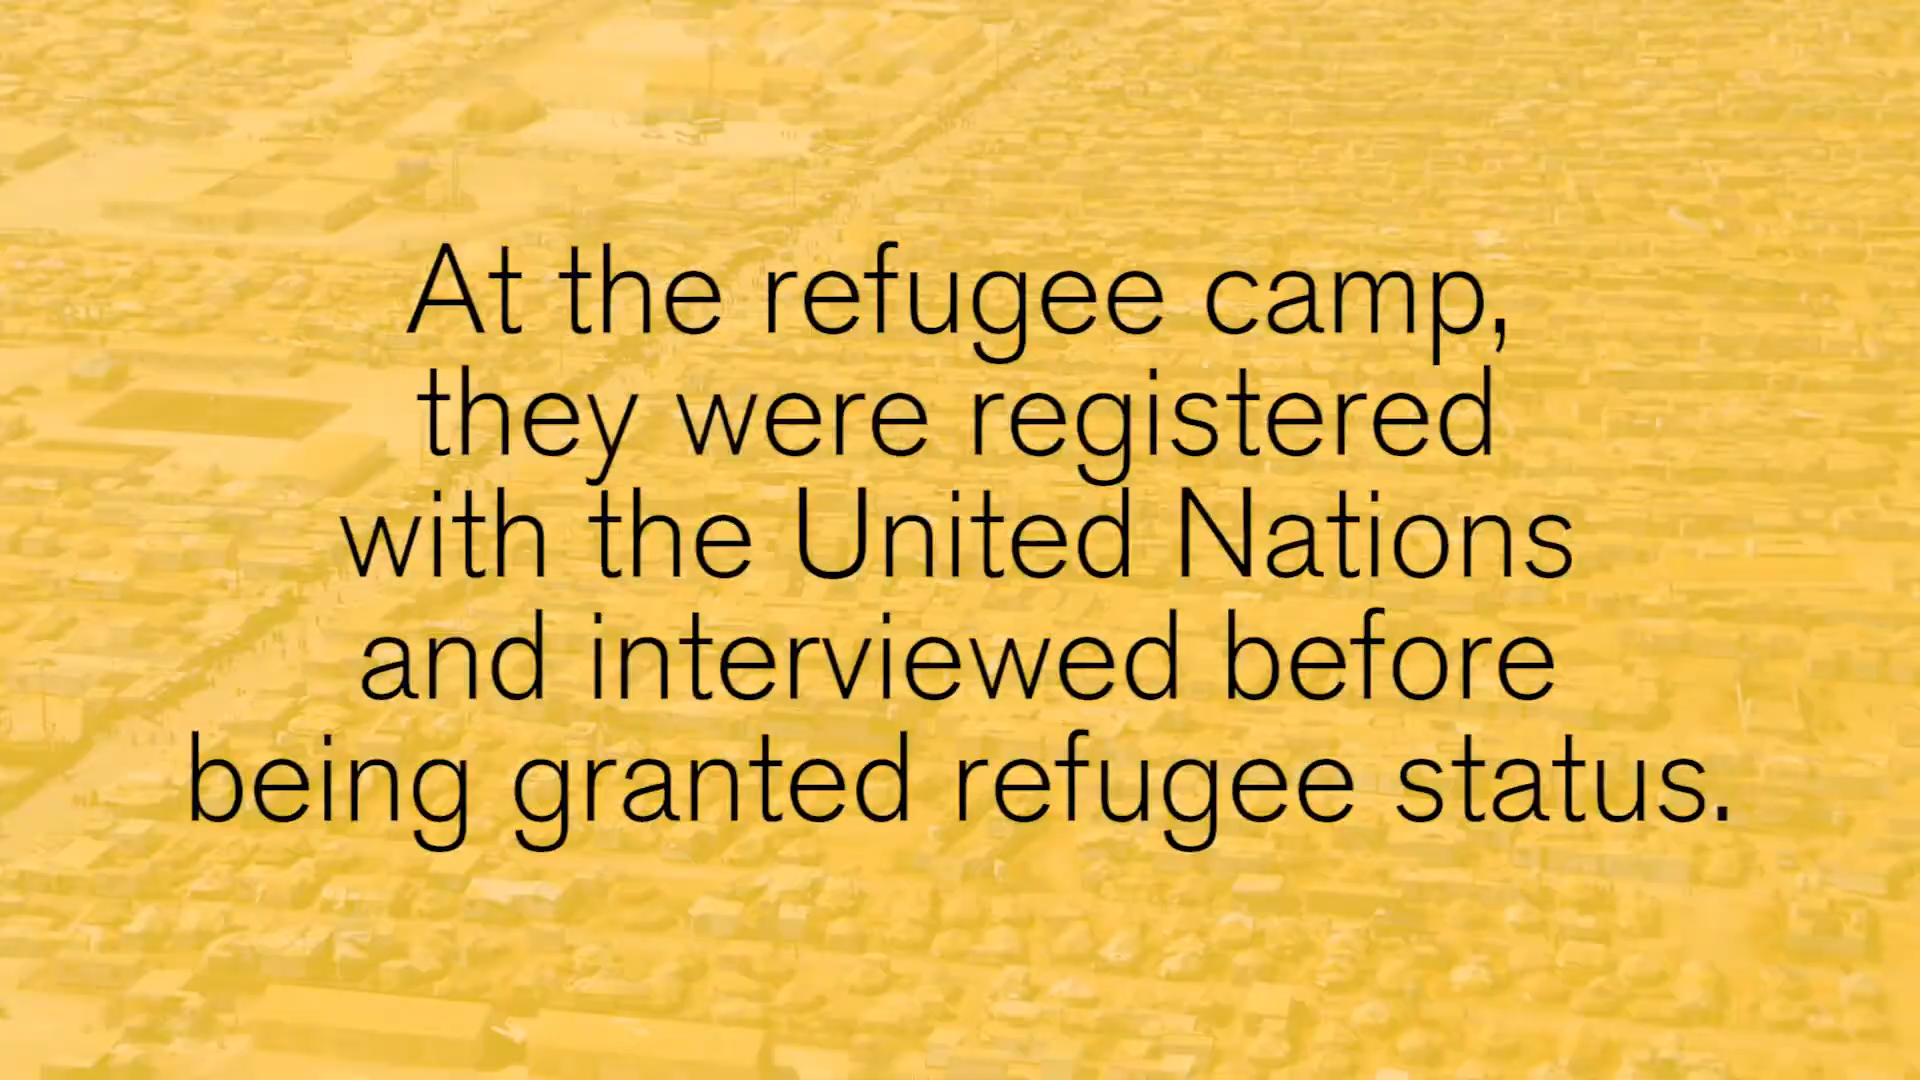 At the refugee camp,
they were registered
with the United Nations
and interviewed before
being granted refugee status.